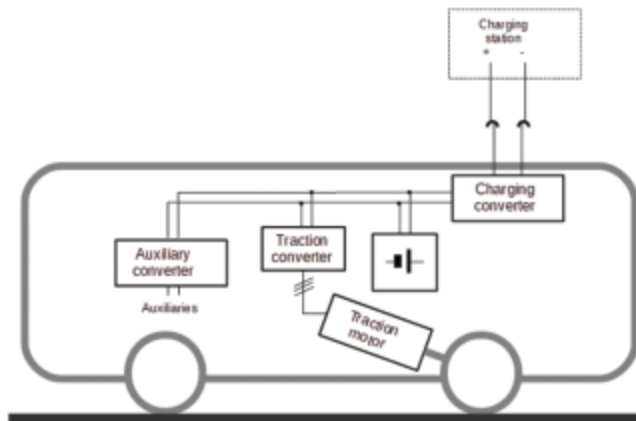 Charging
station
+ -
Charging
converter
Traction
converter
Auxiliary
converter
Auxiliaries
Traction
motor